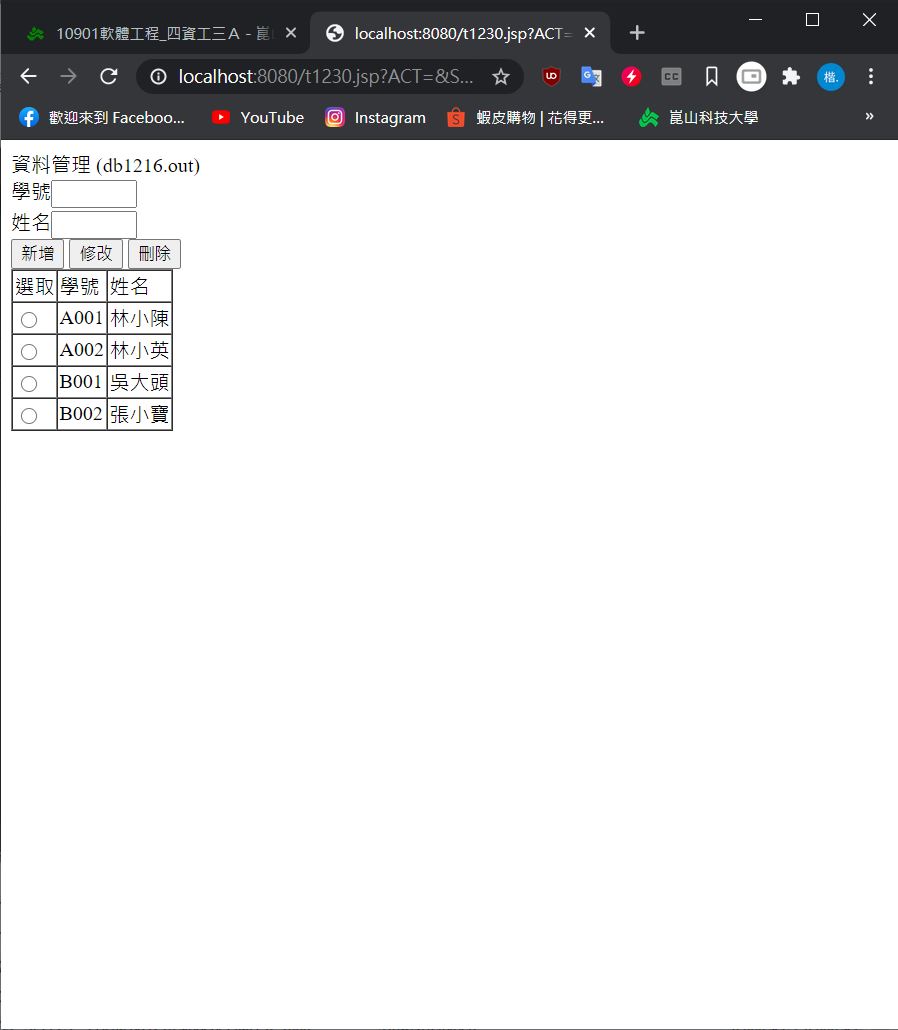 10901軟體工程_四資工三A - 崑
localhost:8080/t1230.jsp?ACT=
localhost:8080/t1230.jsp?ACT=&S...
UD
CC
楷.
歡迎來到 Faceboo...
YouTube
Instagram
蝦皮購物 | 花得更...
崑山科技大學
»
資料管理 (db1216.out)
學號
姓名
新增 修改 刪除
選取 學號 姓名
A001 林小陳
A002 林小英
B001 吳大頭
B002 張小寶